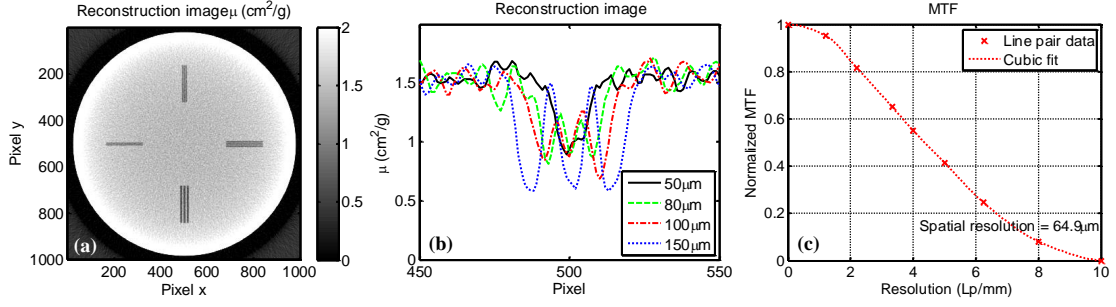 Reconstruction imageμ (cm²/g)
Pixel y
200
400
600
800
1000
200 400 600 800 1000
Pixel x
(a)
2
1.5
1
0.5
0
Reconstruction image
μ (cm²/g)
2
1.5
1
0.5
0
450 500 550
Pixel
(b)
50μm
80μm
100μm
150μm
MTF
Normalized MTF
1
0.8
0.6
0.4
0.2
0
0 2 4 6 8 10
Resolution (Lp/mm)
(c)
Line pair data
Cubic fit
Spatial resolution = 64.9μm